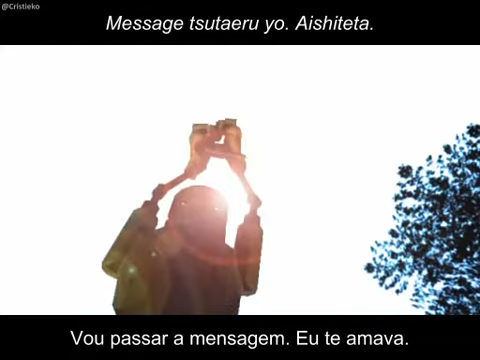 @Cristieko
Message tsutaeru yo. Aishiteta.
Vou passar a mensagem. Eu te amava.